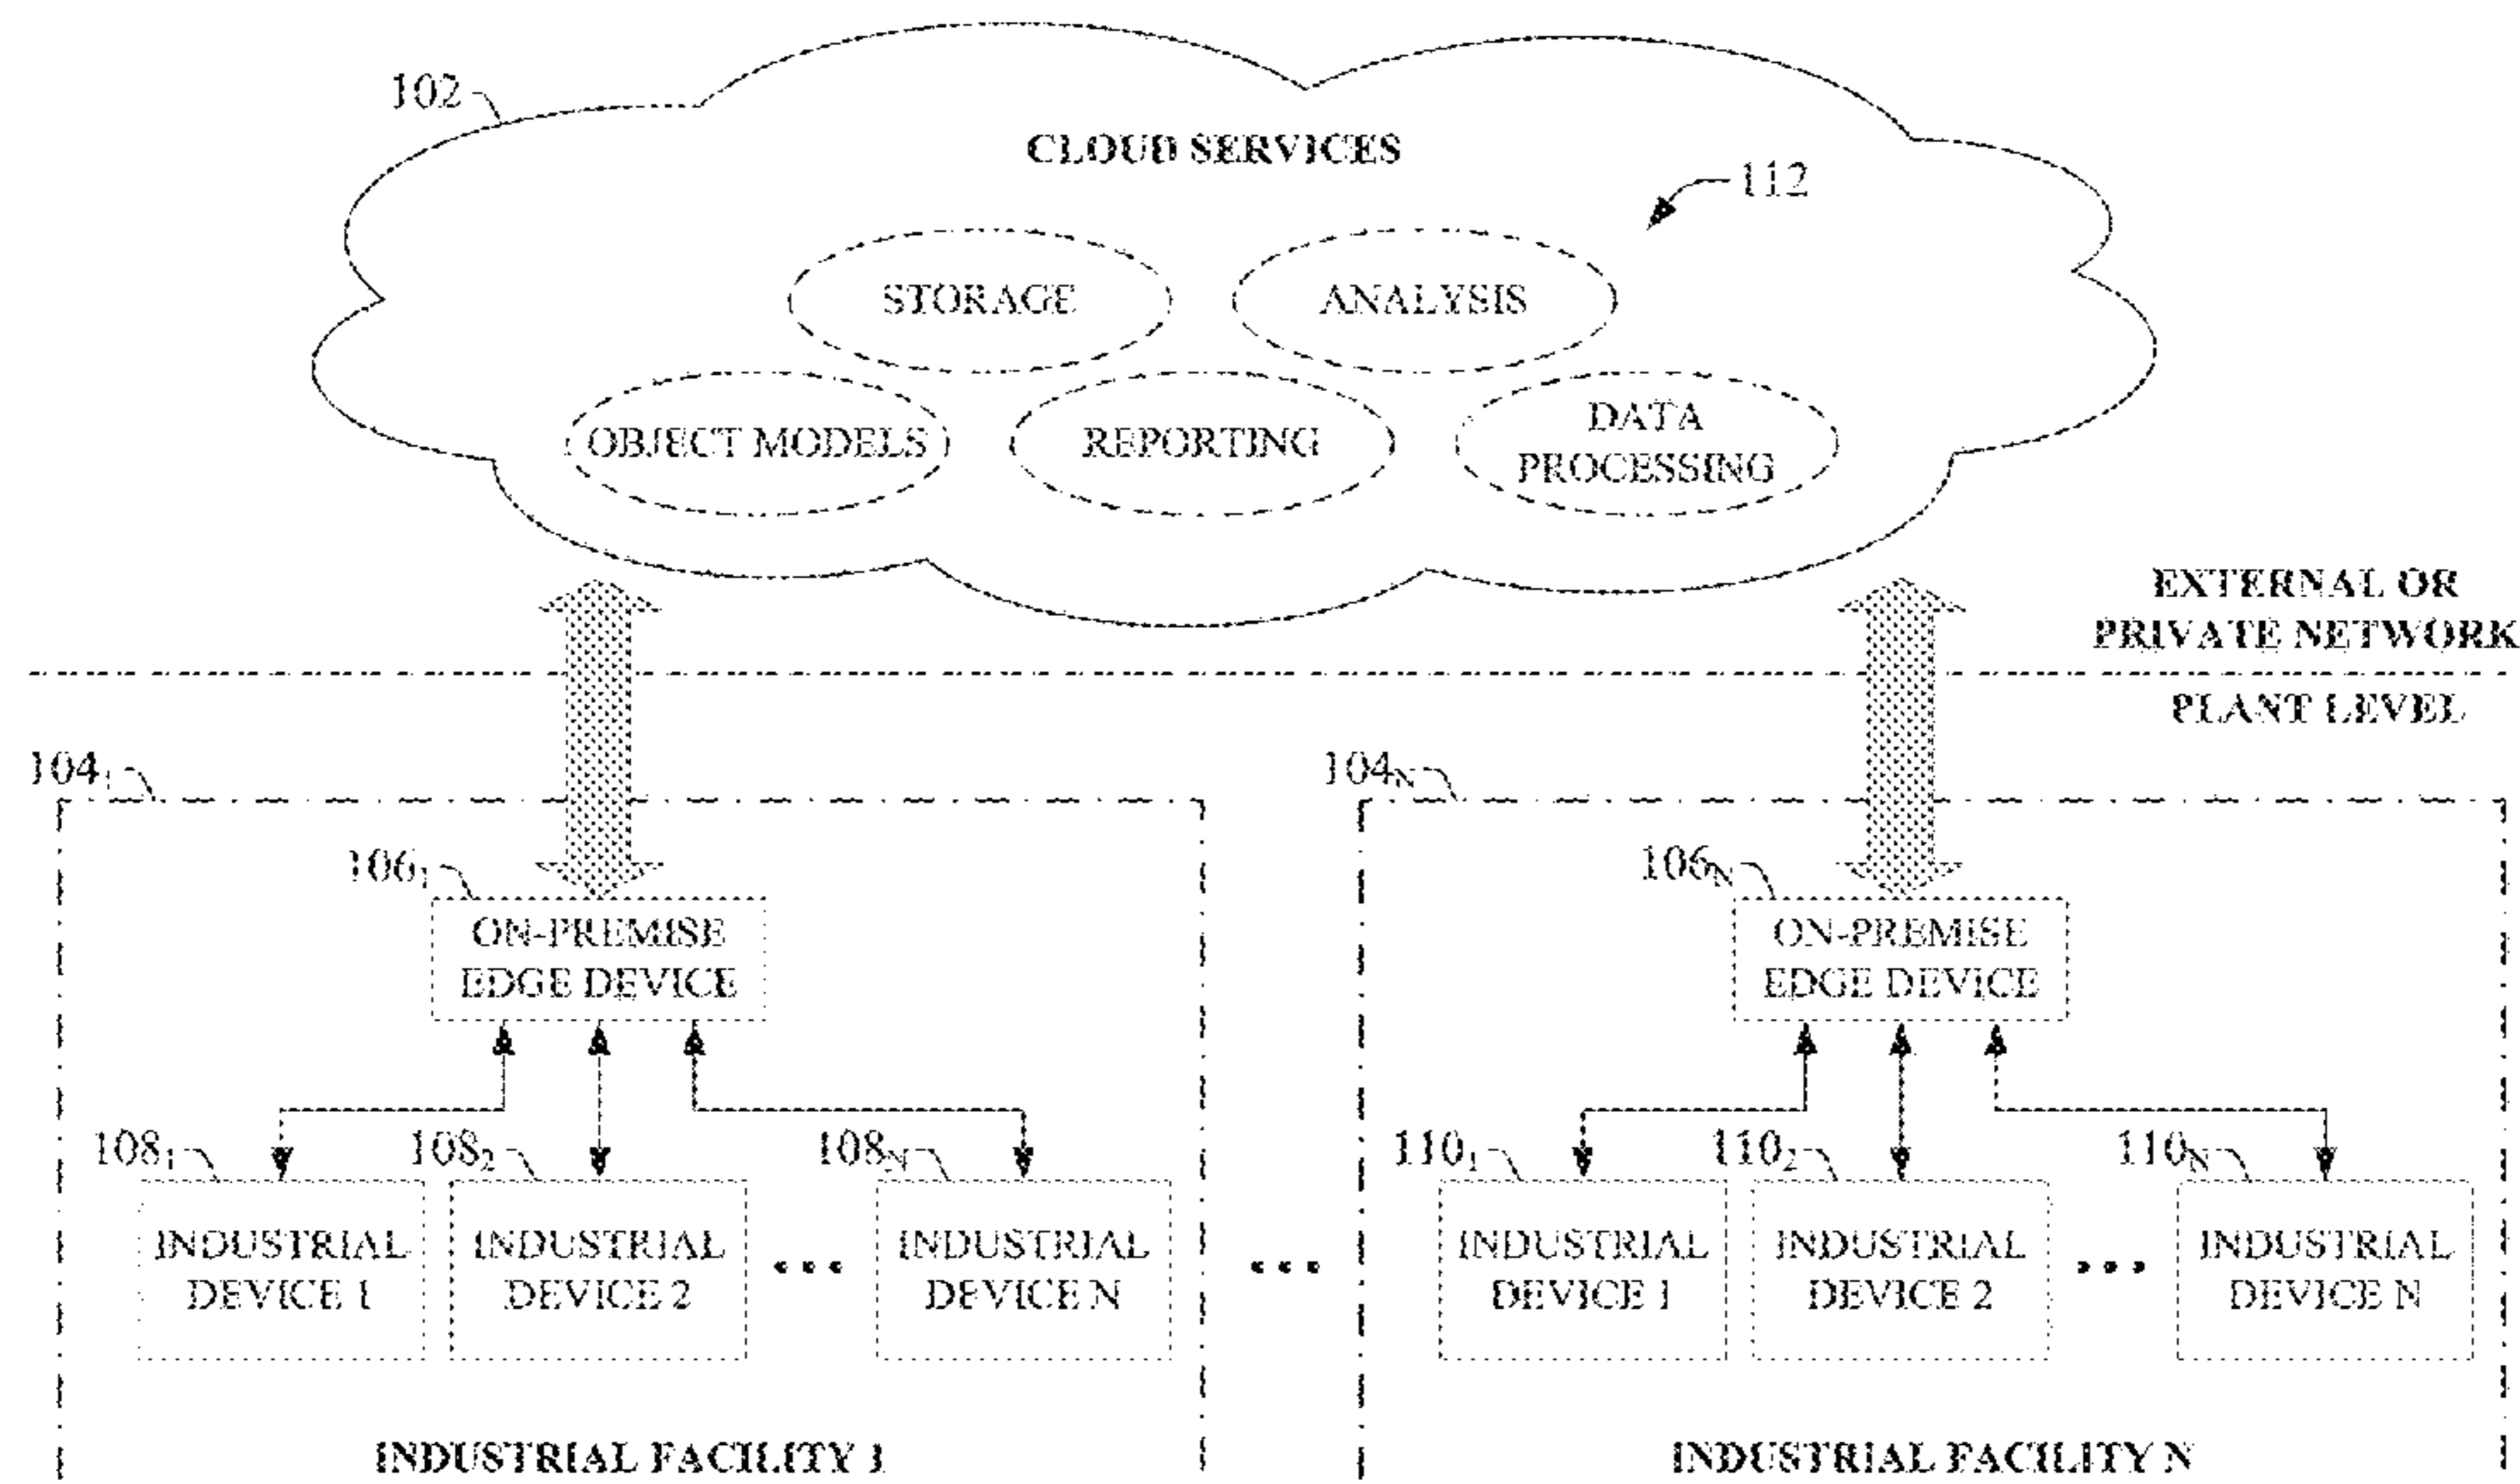 102
CLOUD SERVICES
112
STORAGE
ANALYSIS
OBJECT MODELS
REPORTING
DATA
PROCESSING
EXTERNAL OR
PRIVATE NETWORK
PLANT LEVEL
104₁
104N
106₁
106N
ON-PREMISE
EDGE DEVICE
ON-PREMISE
EDGE DEVICE
108₁
108₂
108N
110₁
110₂
110N
INDUSTRIAL
DEVICE 1
INDUSTRIAL
DEVICE 2
•••
INDUSTRIAL
DEVICE N
•••
INDUSTRIAL
DEVICE 1
INDUSTRIAL
DEVICE 2
•••
INDUSTRIAL
DEVICE N
INDUSTRIAL FACILITY 1
INDUSTRIAL FACILITY N